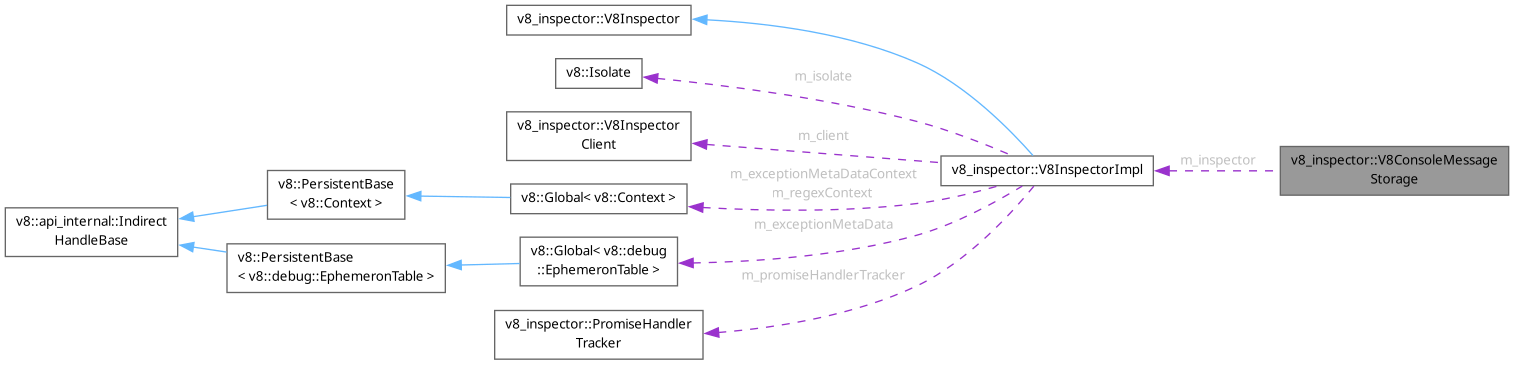 v8_inspector::V8Inspector
v8::Isolate
m_isolate
v8_inspector::V8Inspector
Client
m_client
v8_inspector::V8InspectorImpl
m_inspector
v8_inspector::V8ConsoleMessage
Storage
v8::PersistentBase
< v8::Context >
v8::Global< v8::Context >
m_exceptionMetaDataContext
m_regexContext
v8::api_internal::Indirect
HandleBase
m_exceptionMetaData
v8::PersistentBase
< v8::debug::EphemeronTable >
v8::Global< v8::debug
::EphemeronTable >
m_promiseHandlerTracker
v8_inspector::PromiseHandler
Tracker